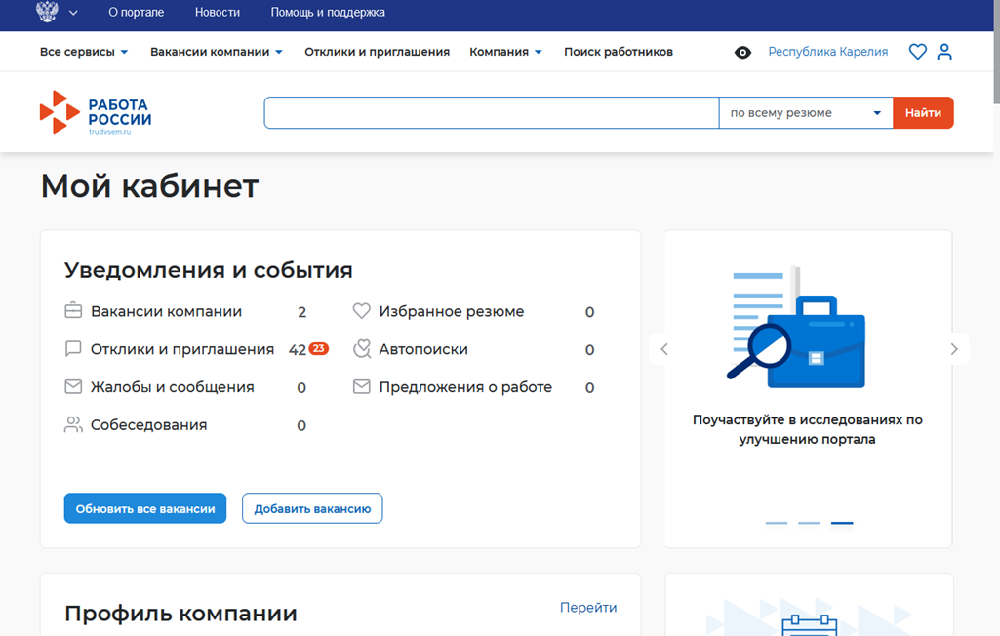 О портале Новости Помощь и поддержка
Все сервисы Вакансии компании Отклики и приглашения Компания Поиск работников Республика Карелия
РАБОТА
РОССИИ
trudvsem.ru
по всему резюме Найти
Мой кабинет
Уведомления и события
Вакансии компании 2 Избранное резюме 0
Отклики и приглашения 42 23 Автопоиски 0
Жалобы и сообщения 0 Предложения о работе 0
Собеседования 0
Обновить все вакансии Добавить вакансию
Поучаствуйте в исследованиях по
улучшению портала
Профиль компании Перейти